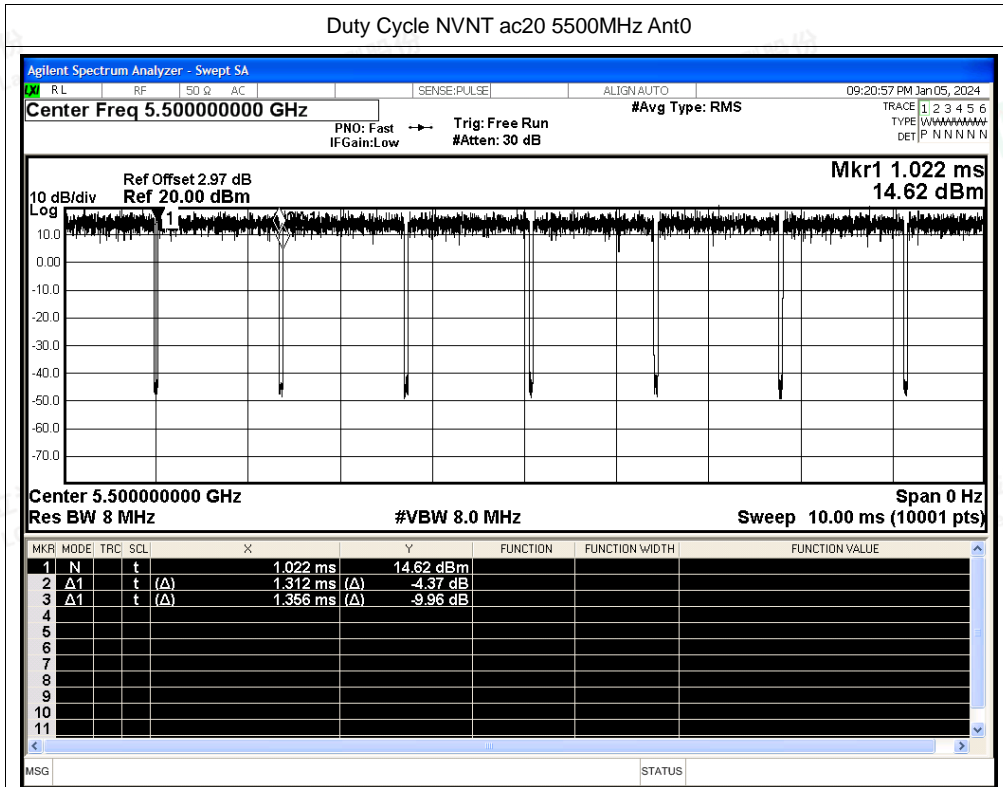 Duty Cycle NVNT ac20 5500MHz Ant0
Agilent Spectrum Analyzer - Swept SA
LXI RL RF 50 Ω AC SENSE:PULSE ALIGN AUTO 09:20:57 PM Jan 05, 2024
Center Freq 5.500000000 GHz #Avg Type: RMS TRACE 1 2 3 4 5 6
PNO: Fast Trig: Free Run TYPE WWWWWW
IFGain:Low #Atten: 30 dB DET P N N N N N
Mkr1 1.022 ms
Ref Offset 2.97 dB
10 dB/div Ref 20.00 dBm 14.62 dBm
Log
1
10.0
0.00
-10.0
-20.0
-30.0
-40.0
-50.0
-60.0
-70.0
Center 5.500000000 GHz Span 0 Hz
Res BW 8 MHz #VBW 8.0 MHz Sweep 10.00 ms (10001 pts)
MKR MODE TRC SCL X Y FUNCTION FUNCTION WIDTH FUNCTION VALUE
1 N t 1.022 ms 14.62 dBm
2 Δ1 t (Δ) 1.312 ms (Δ) -4.37 dB
3 Δ1 t (Δ) 1.356 ms (Δ) -9.96 dB
4
5
6
7
8
9
10
11
MSG STATUS